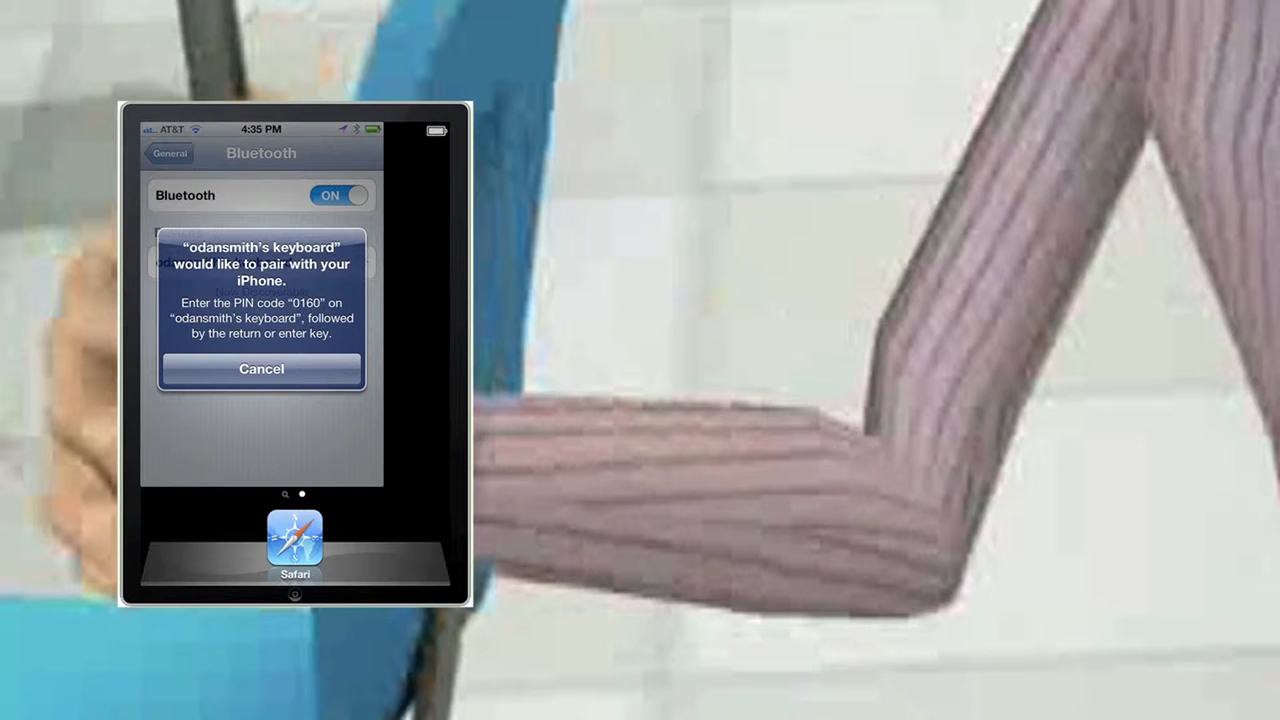 AT&T 4:35 PM
General Bluetooth
Bluetooth ON
“odansmith’s keyboard”
would like to pair with your
iPhone.
Enter the PIN code “0160” on
“odansmith’s keyboard”, followed
by the return or enter key.
Cancel
Safari